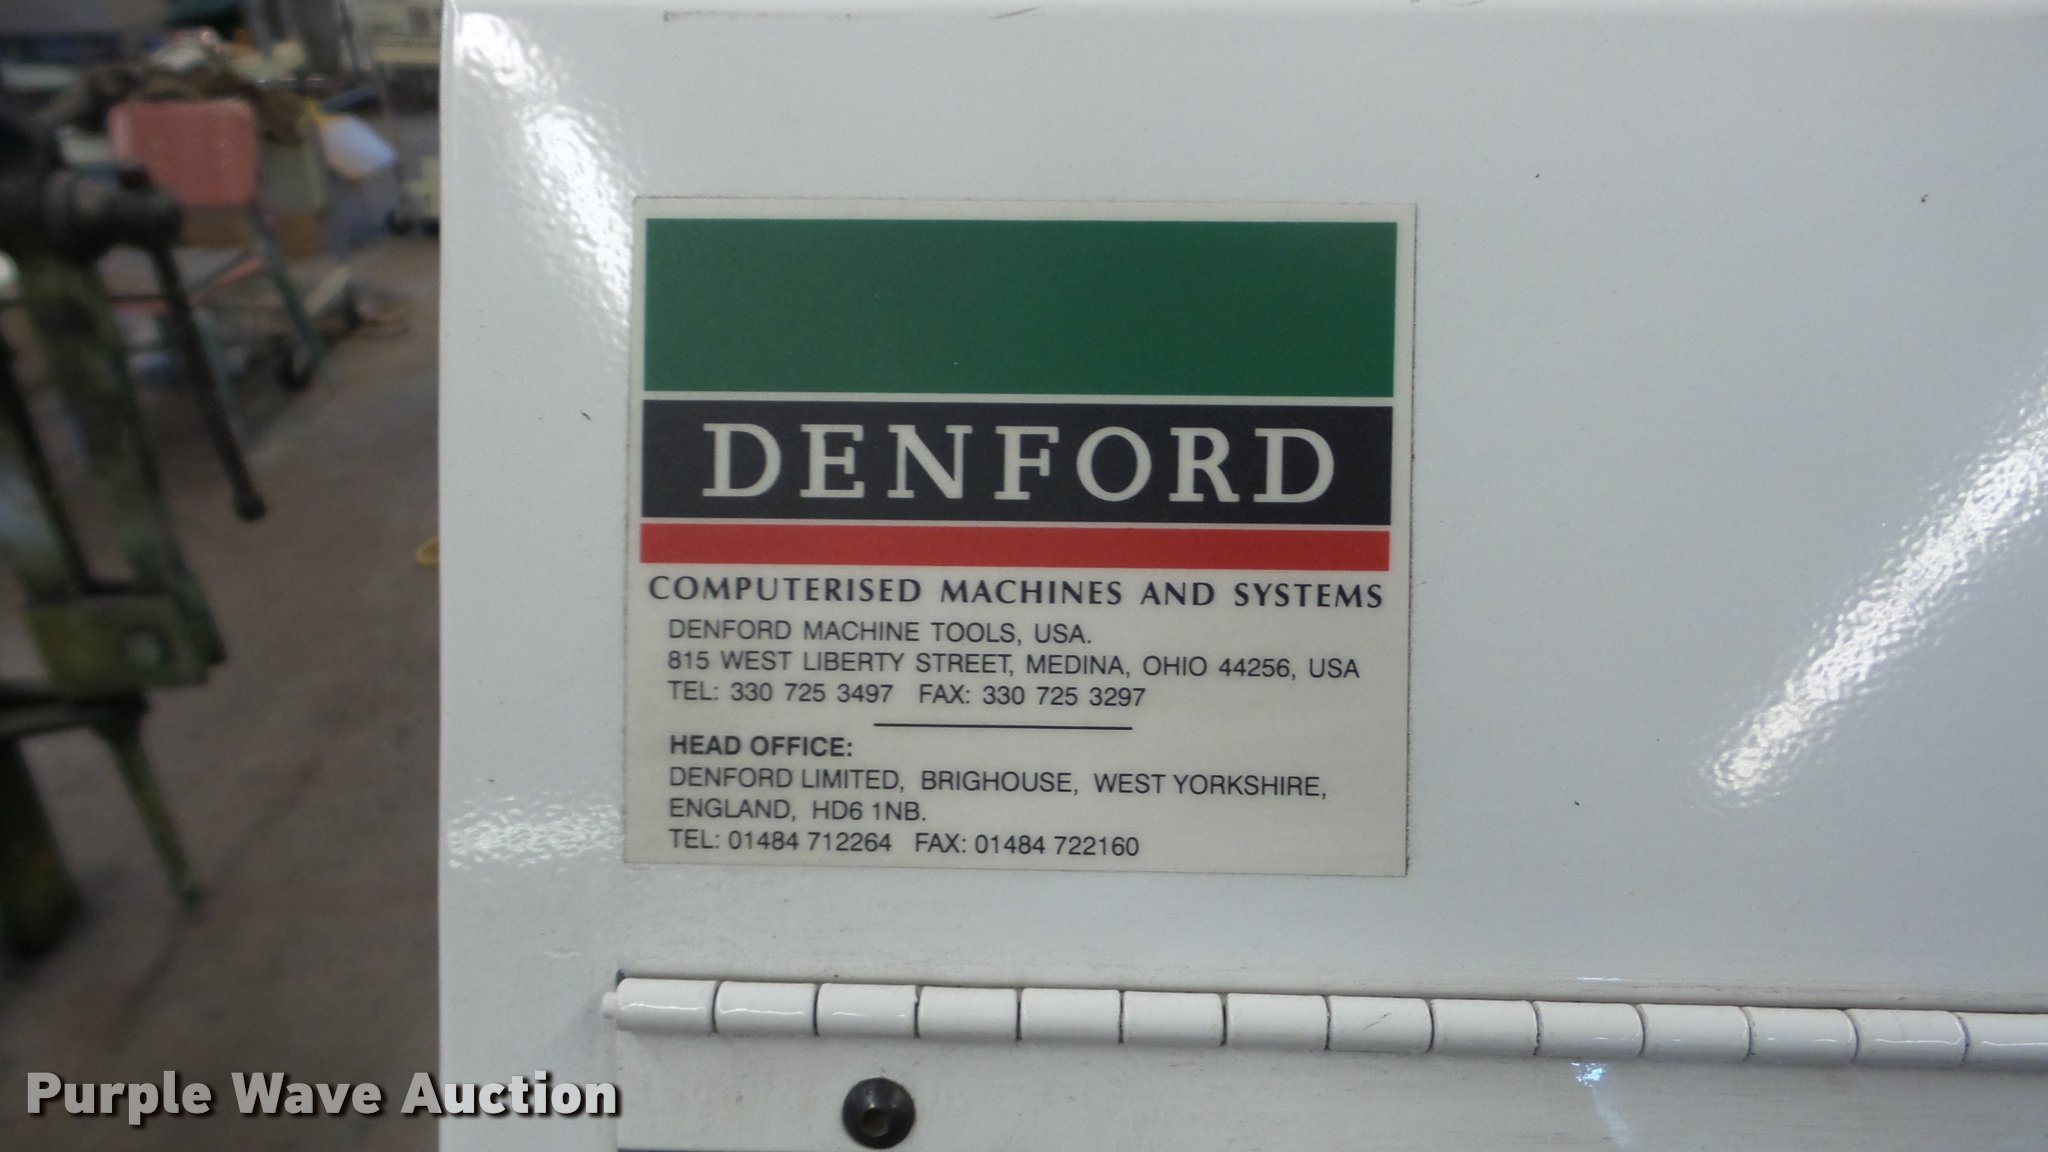 DENFORD
COMPUTERISED MACHINES AND SYSTEMS
DENFORD MACHINE TOOLS, USA.
815 WEST LIBERTY STREET, MEDINA, OHIO 44256, USA
TEL: 330 725 3497 FAX: 330 725 3297
HEAD OFFICE:
DENFORD LIMITED, BRIGHOUSE, WEST YORKSHIRE,
ENGLAND, HD6 1NB.
TEL: 01484 712264 FAX: 01484 722160
Purple Wave Auction